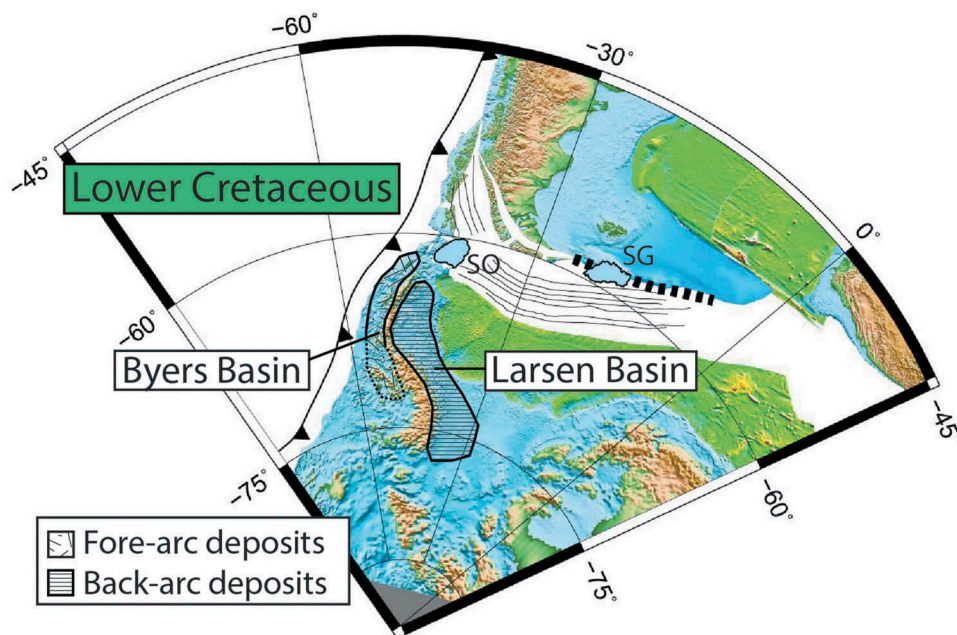 −60°
−30°
−45°
Lower Cretaceous
0°
SO
SG
−60°
Byers Basin
Larsen Basin
−45
−75°
−60°
Fore-arc deposits
−75°
Back-arc deposits